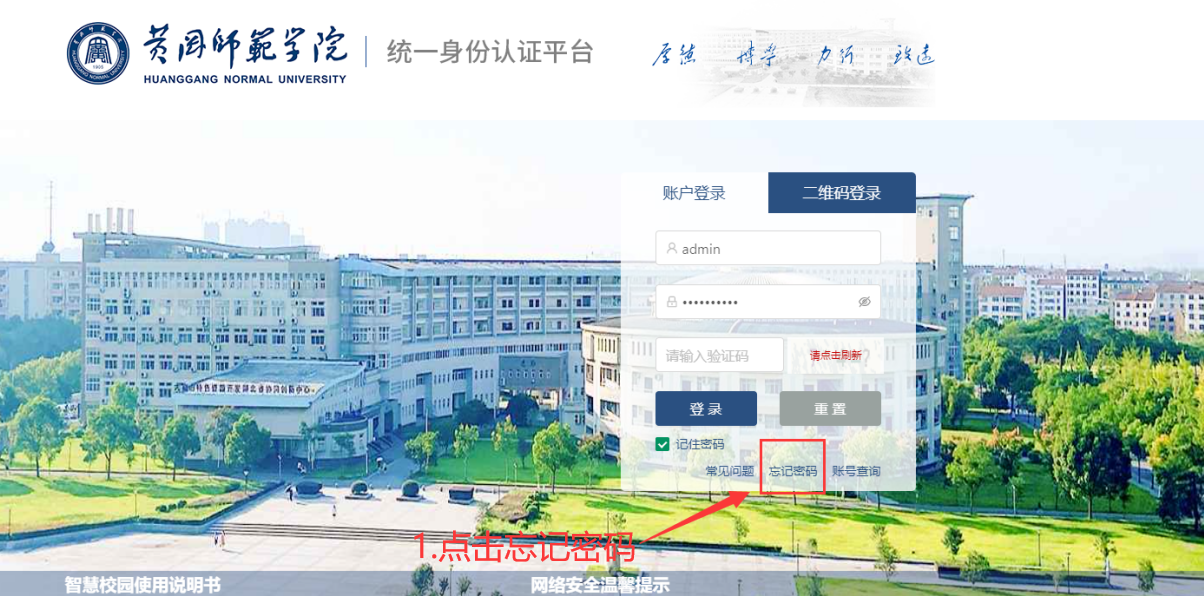 黄冈师范学院
HUANGGANG NORMAL UNIVERSITY
统一身份认证平台
厚德 博学 力行 致远
账户登录
二维码登录
admin
••••••••••
请输入验证码
请点击刷新
登 录
重 置
记住密码
常见问题
忘记密码
账号查询
1.点击忘记密码
智慧校园使用说明书
网络安全温馨提示